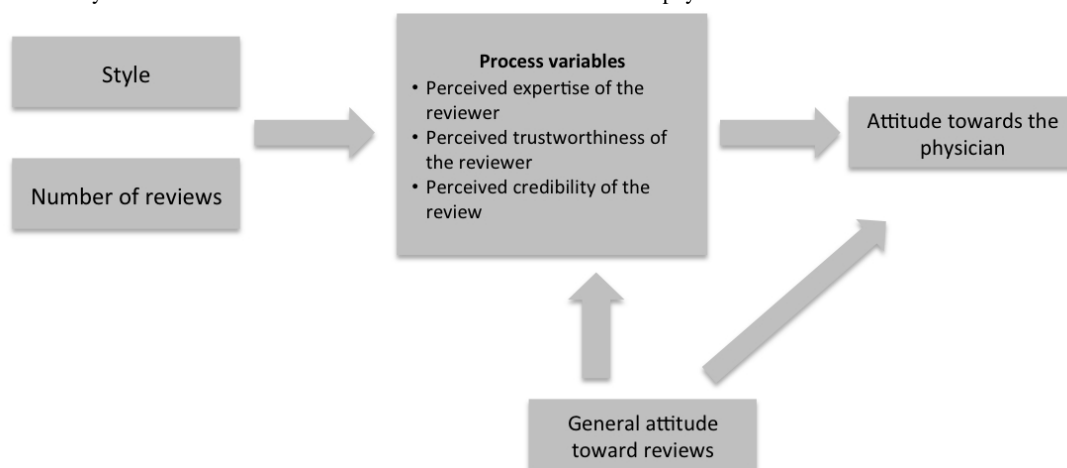 Style
Number of reviews
Process variables
• Perceived expertise of the
reviewer
• Perceived trustworthiness of
the reviewer
• Perceived credibility of the
review
Attitude towards the
physician
General attitude
toward reviews